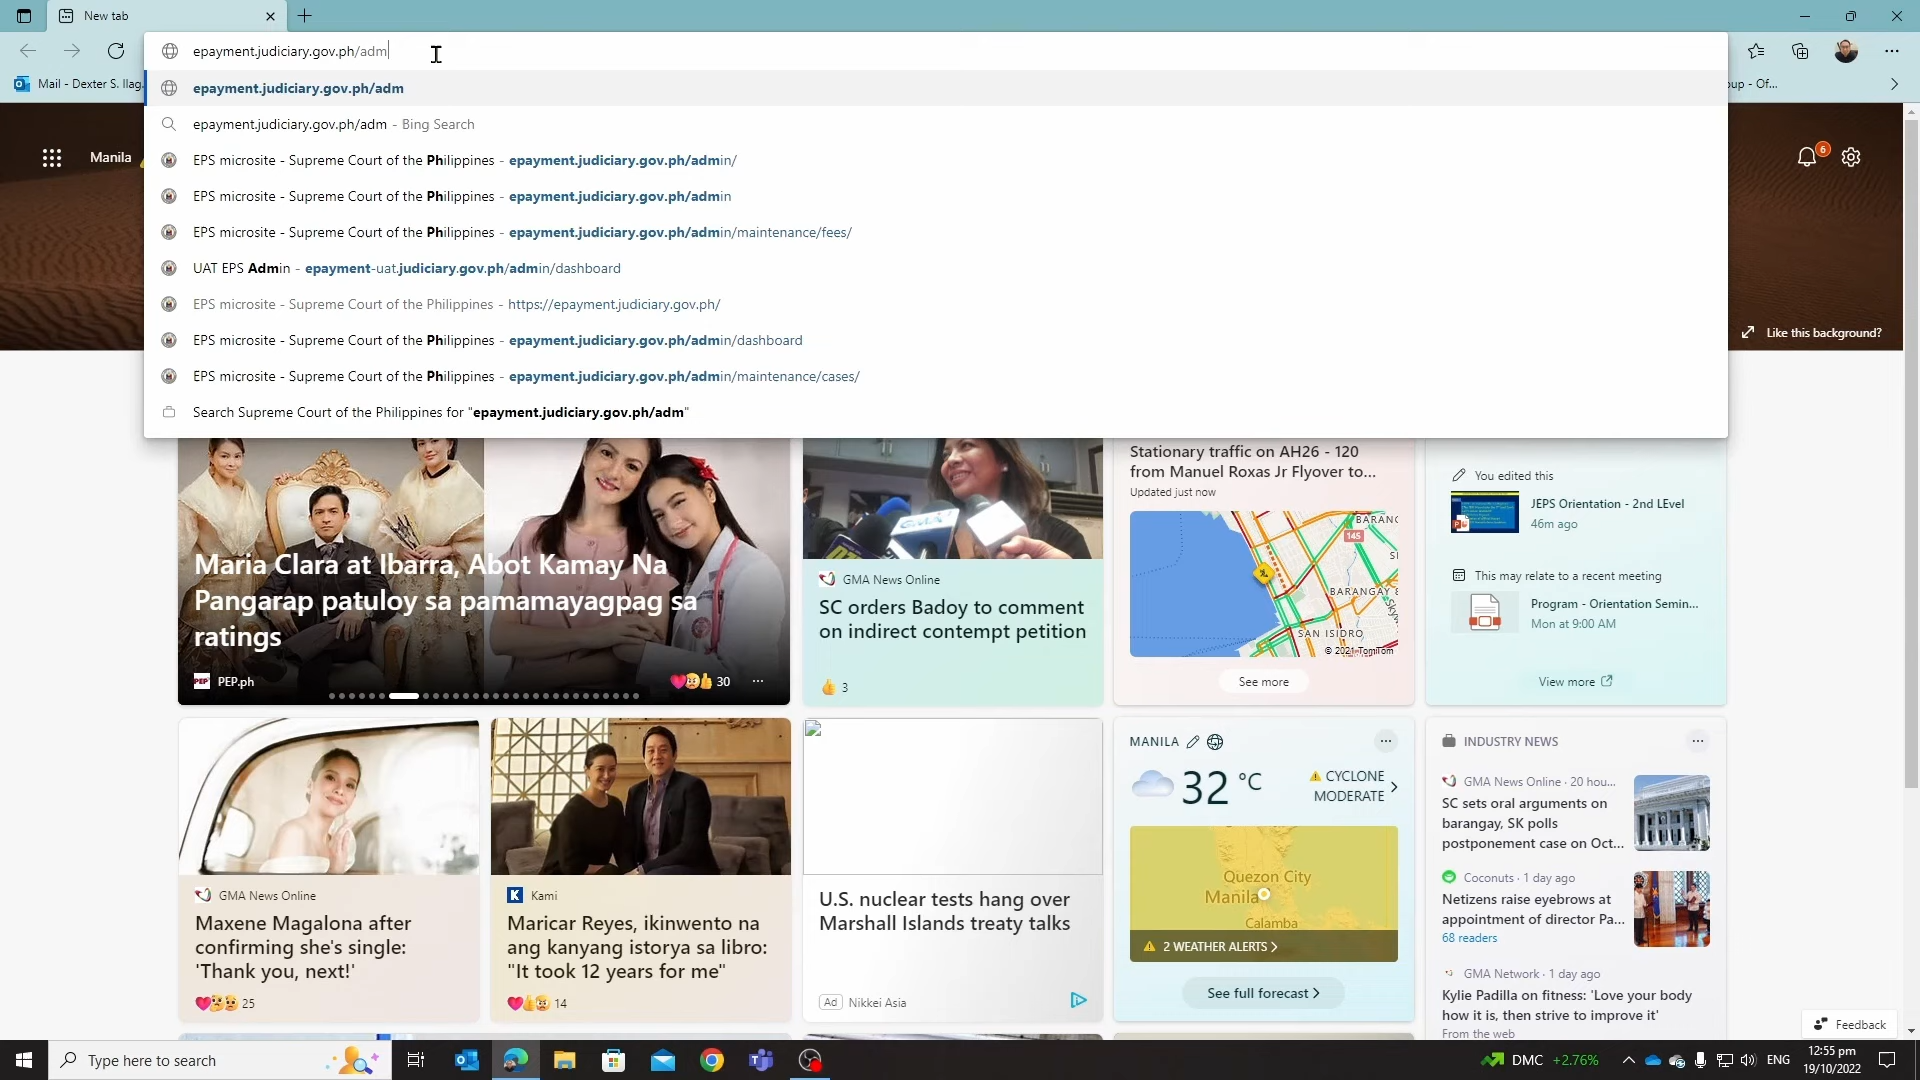 New tab
epayment.judiciary.gov.ph/adm
Mail - Dexter S. Ilag
oup - Of...
epayment.judiciary.gov.ph/adm
epayment.judiciary.gov.ph/adm - Bing Search
EPS microsite - Supreme Court of the Philippines - epayment.judiciary.gov.ph/admin/
EPS microsite - Supreme Court of the Philippines - epayment.judiciary.gov.ph/admin
EPS microsite - Supreme Court of the Philippines - epayment.judiciary.gov.ph/admin/maintenance/fees/
UAT EPS Admin - epayment-uat.judiciary.gov.ph/admin/dashboard
EPS microsite - Supreme Court of the Philippines - https://epayment.judiciary.gov.ph/
EPS microsite - Supreme Court of the Philippines - epayment.judiciary.gov.ph/admin/dashboard
EPS microsite - Supreme Court of the Philippines - epayment.judiciary.gov.ph/admin/maintenance/cases/
Search Supreme Court of the Philippines for "epayment.judiciary.gov.ph/adm"
Manila
6
Like this background?
Maria Clara at Ibarra, Abot Kamay Na
Pangarap patuloy sa pamamayagpag sa
ratings
PEP PEP.ph
30
GMA News Online
SC orders Badoy to comment
on indirect contempt petition
3
Stationary traffic on AH26 - 120
from Manuel Roxas Jr Flyover to...
Updated just now
BARANG
145
BARANGAY 8
SAN ISIDRO
© 2021 TomTom
See more
You edited this
JEPS Orientation - 2nd LEvel
46m ago
This may relate to a recent meeting
Program - Orientation Semin...
Mon at 9:00 AM
View more
GMA News Online
Maxene Magalona after
confirming she's single:
'Thank you, next!'
25
K Kami
Maricar Reyes, ikinwento na
ang kanyang istorya sa libro:
"It took 12 years for me"
14
U.S. nuclear tests hang over
Marshall Islands treaty talks
Ad Nikkei Asia
MANILA
32 °C
CYCLONE
MODERATE
Quezon City
Manila
Calamba
2 WEATHER ALERTS
See full forecast
INDUSTRY NEWS
GMA News Online · 20 hou...
SC sets oral arguments on
barangay, SK polls
postponement case on Oct...
Coconuts · 1 day ago
Netizens raise eyebrows at
appointment of director Pa...
68 readers
GMA Network · 1 day ago
Kylie Padilla on fitness: 'Love your body
how it is, then strive to improve it'
From the web
Feedback
Type here to search
DMC +2.76%
ENG
12:55 pm
19/10/2022